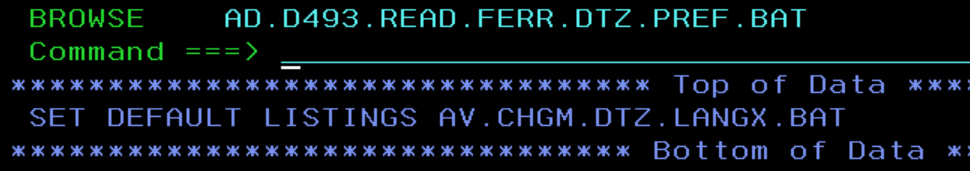 BROWSE    AD.D493.READ.FERR.DTZ.PREF.BAT
Command ===>
********************************* Top of Data ****
SET DEFAULT LISTINGS AV.CHGM.DTZ.LANGX.BAT
******************************** Bottom of Data **